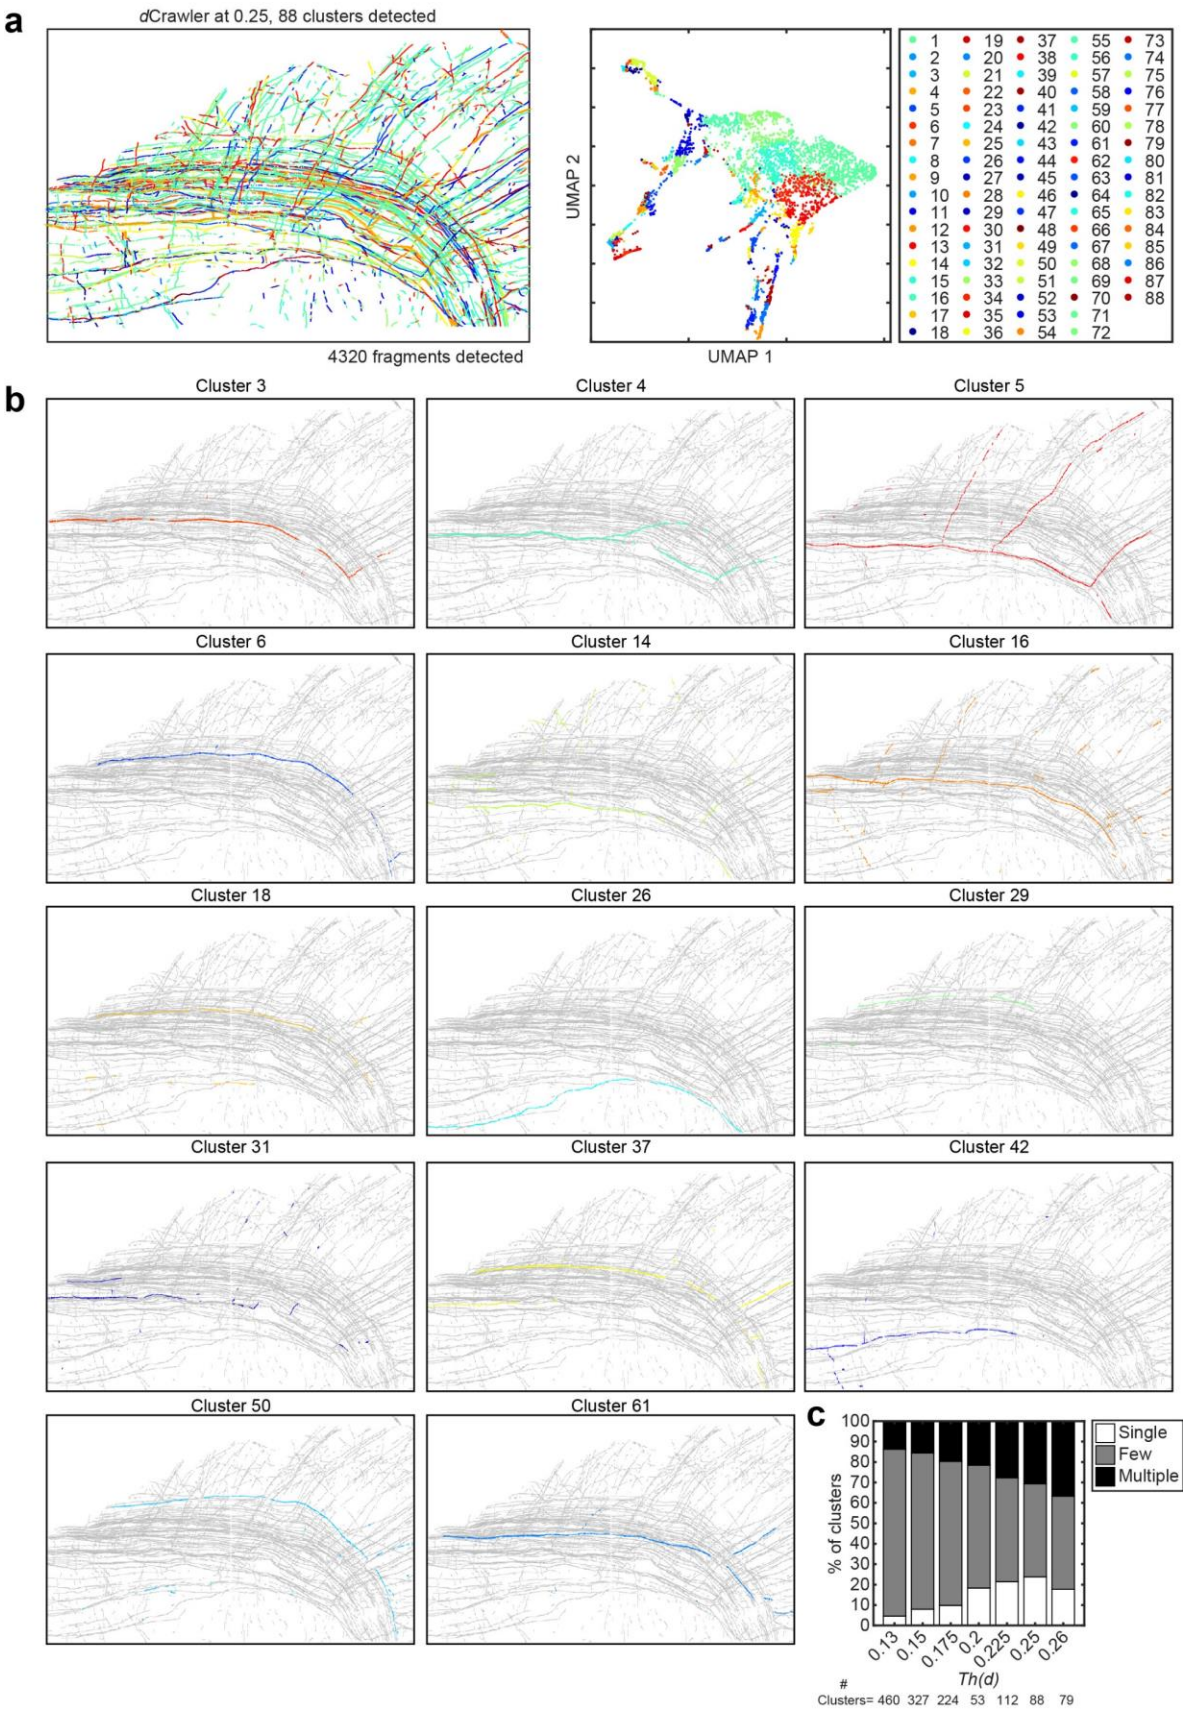 a
dCrawler at 0.25, 88 clusters detected
4320 fragments detected
UMAP 2
UMAP 1
1 19 37 55 73
2 20 38 56 74
3 21 39 57 75
4 22 40 58 76
5 23 41 59 77
6 24 42 60 78
7 25 43 61 79
8 26 44 62 80
9 27 45 63 81
10 28 46 64 82
11 29 47 65 83
12 30 48 66 84
13 31 49 67 85
14 32 50 68 86
15 33 51 69 87
16 34 52 70 88
17 35 53 71
18 36 54 72
b
Cluster 3
Cluster 4
Cluster 5
Cluster 6
Cluster 14
Cluster 16
Cluster 18
Cluster 26
Cluster 29
Cluster 31
Cluster 37
Cluster 42
Cluster 50
Cluster 61
c
% of clusters
100
90
80
70
60
50
40
30
20
10
0
0.13 0.15 0.175 0.2 0.225 0.25 0.26
Th(d)
#
Clusters= 460 327 224 53 112 88 79
Single
Few
Multiple